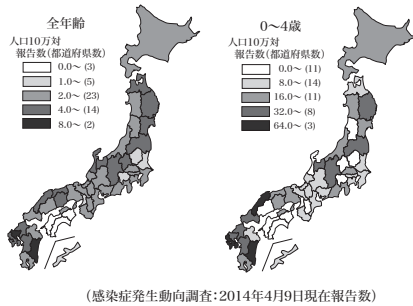 全年齢
人口10万対
報告数(都道府県数)
0.0~ (3)
1.0~ (5)
2.0~ (23)
4.0~ (14)
8.0~ (2)
0~4歳
人口10万対
報告数(都道府県数)
0.0~ (11)
8.0~ (14)
16.0~ (11)
32.0~ (8)
64.0~ (3)
(感染症発生動向調査:2014年4月9日現在報告数)